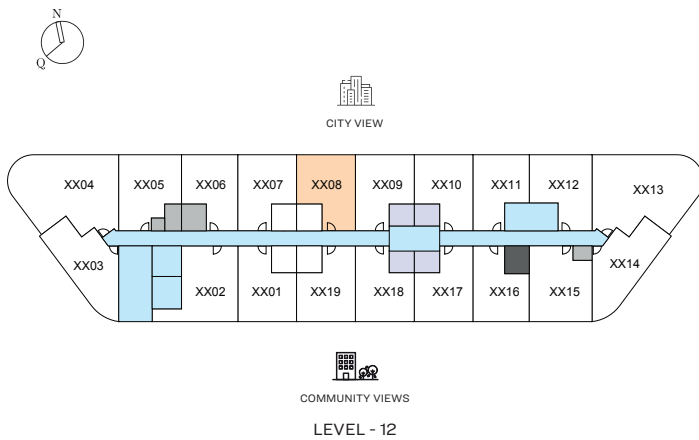 N
Q
CITY VIEW
XX04 XX05 XX06 XX07 XX08 XX09 XX10 XX11 XX12 XX13
XX03 XX02 XX01 XX19 XX18 XX17 XX16 XX15 XX14
COMMUNITY VIEWS
LEVEL - 12